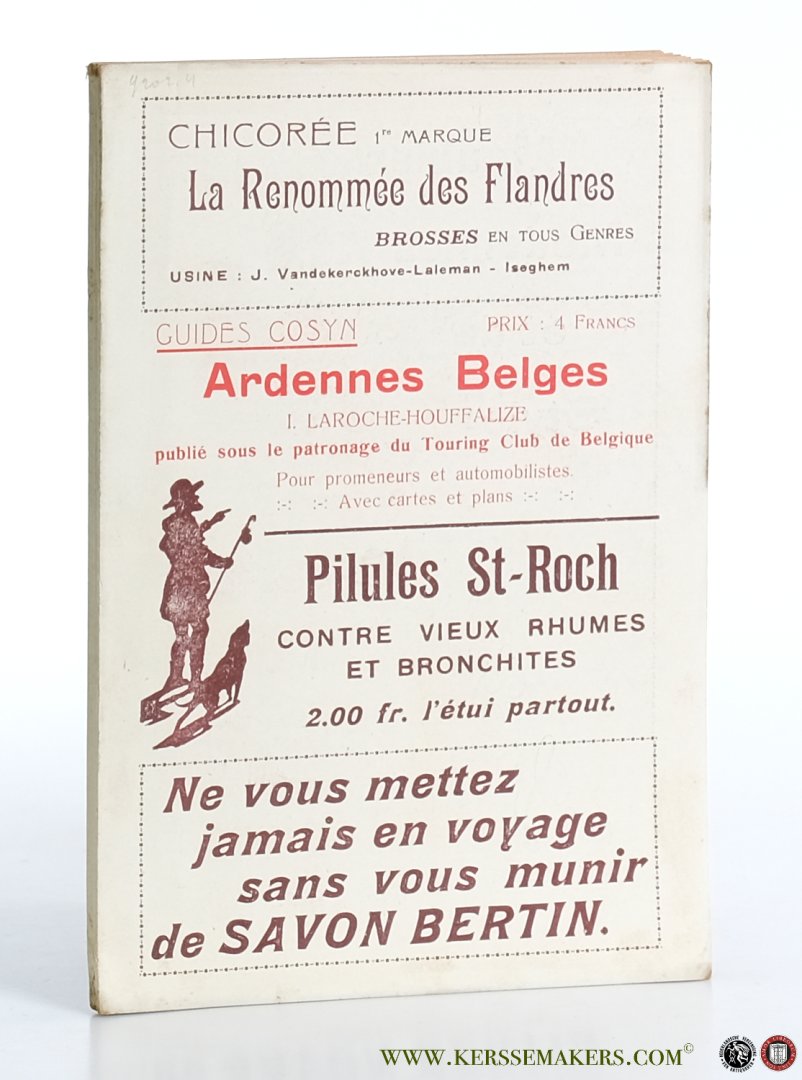 CHICORÉE 1re MARQUE
La Renommée des Flandres
BROSSES EN TOUS GENRES
USINE : J. Vandekerckhove-Laleman - Iseghem
GUIDES COSYN PRIX : 4 FRANCS
Ardennes Belges
I. LAROCHE-HOUFFALIZE
publié sous le patronage du Touring Club de Belgique
Pour promeneurs et automobilistes.
:-: :-: Avec cartes et plans :-: :-:
Pilules St-Roch
CONTRE VIEUX RHUMES
ET BRONCHITES
2.00 fr. l'étui partout.
Ne vous mettez
jamais en voyage
sans vous munir
de SAVON BERTIN.
WWW.KERSSEMAKERS.COM©